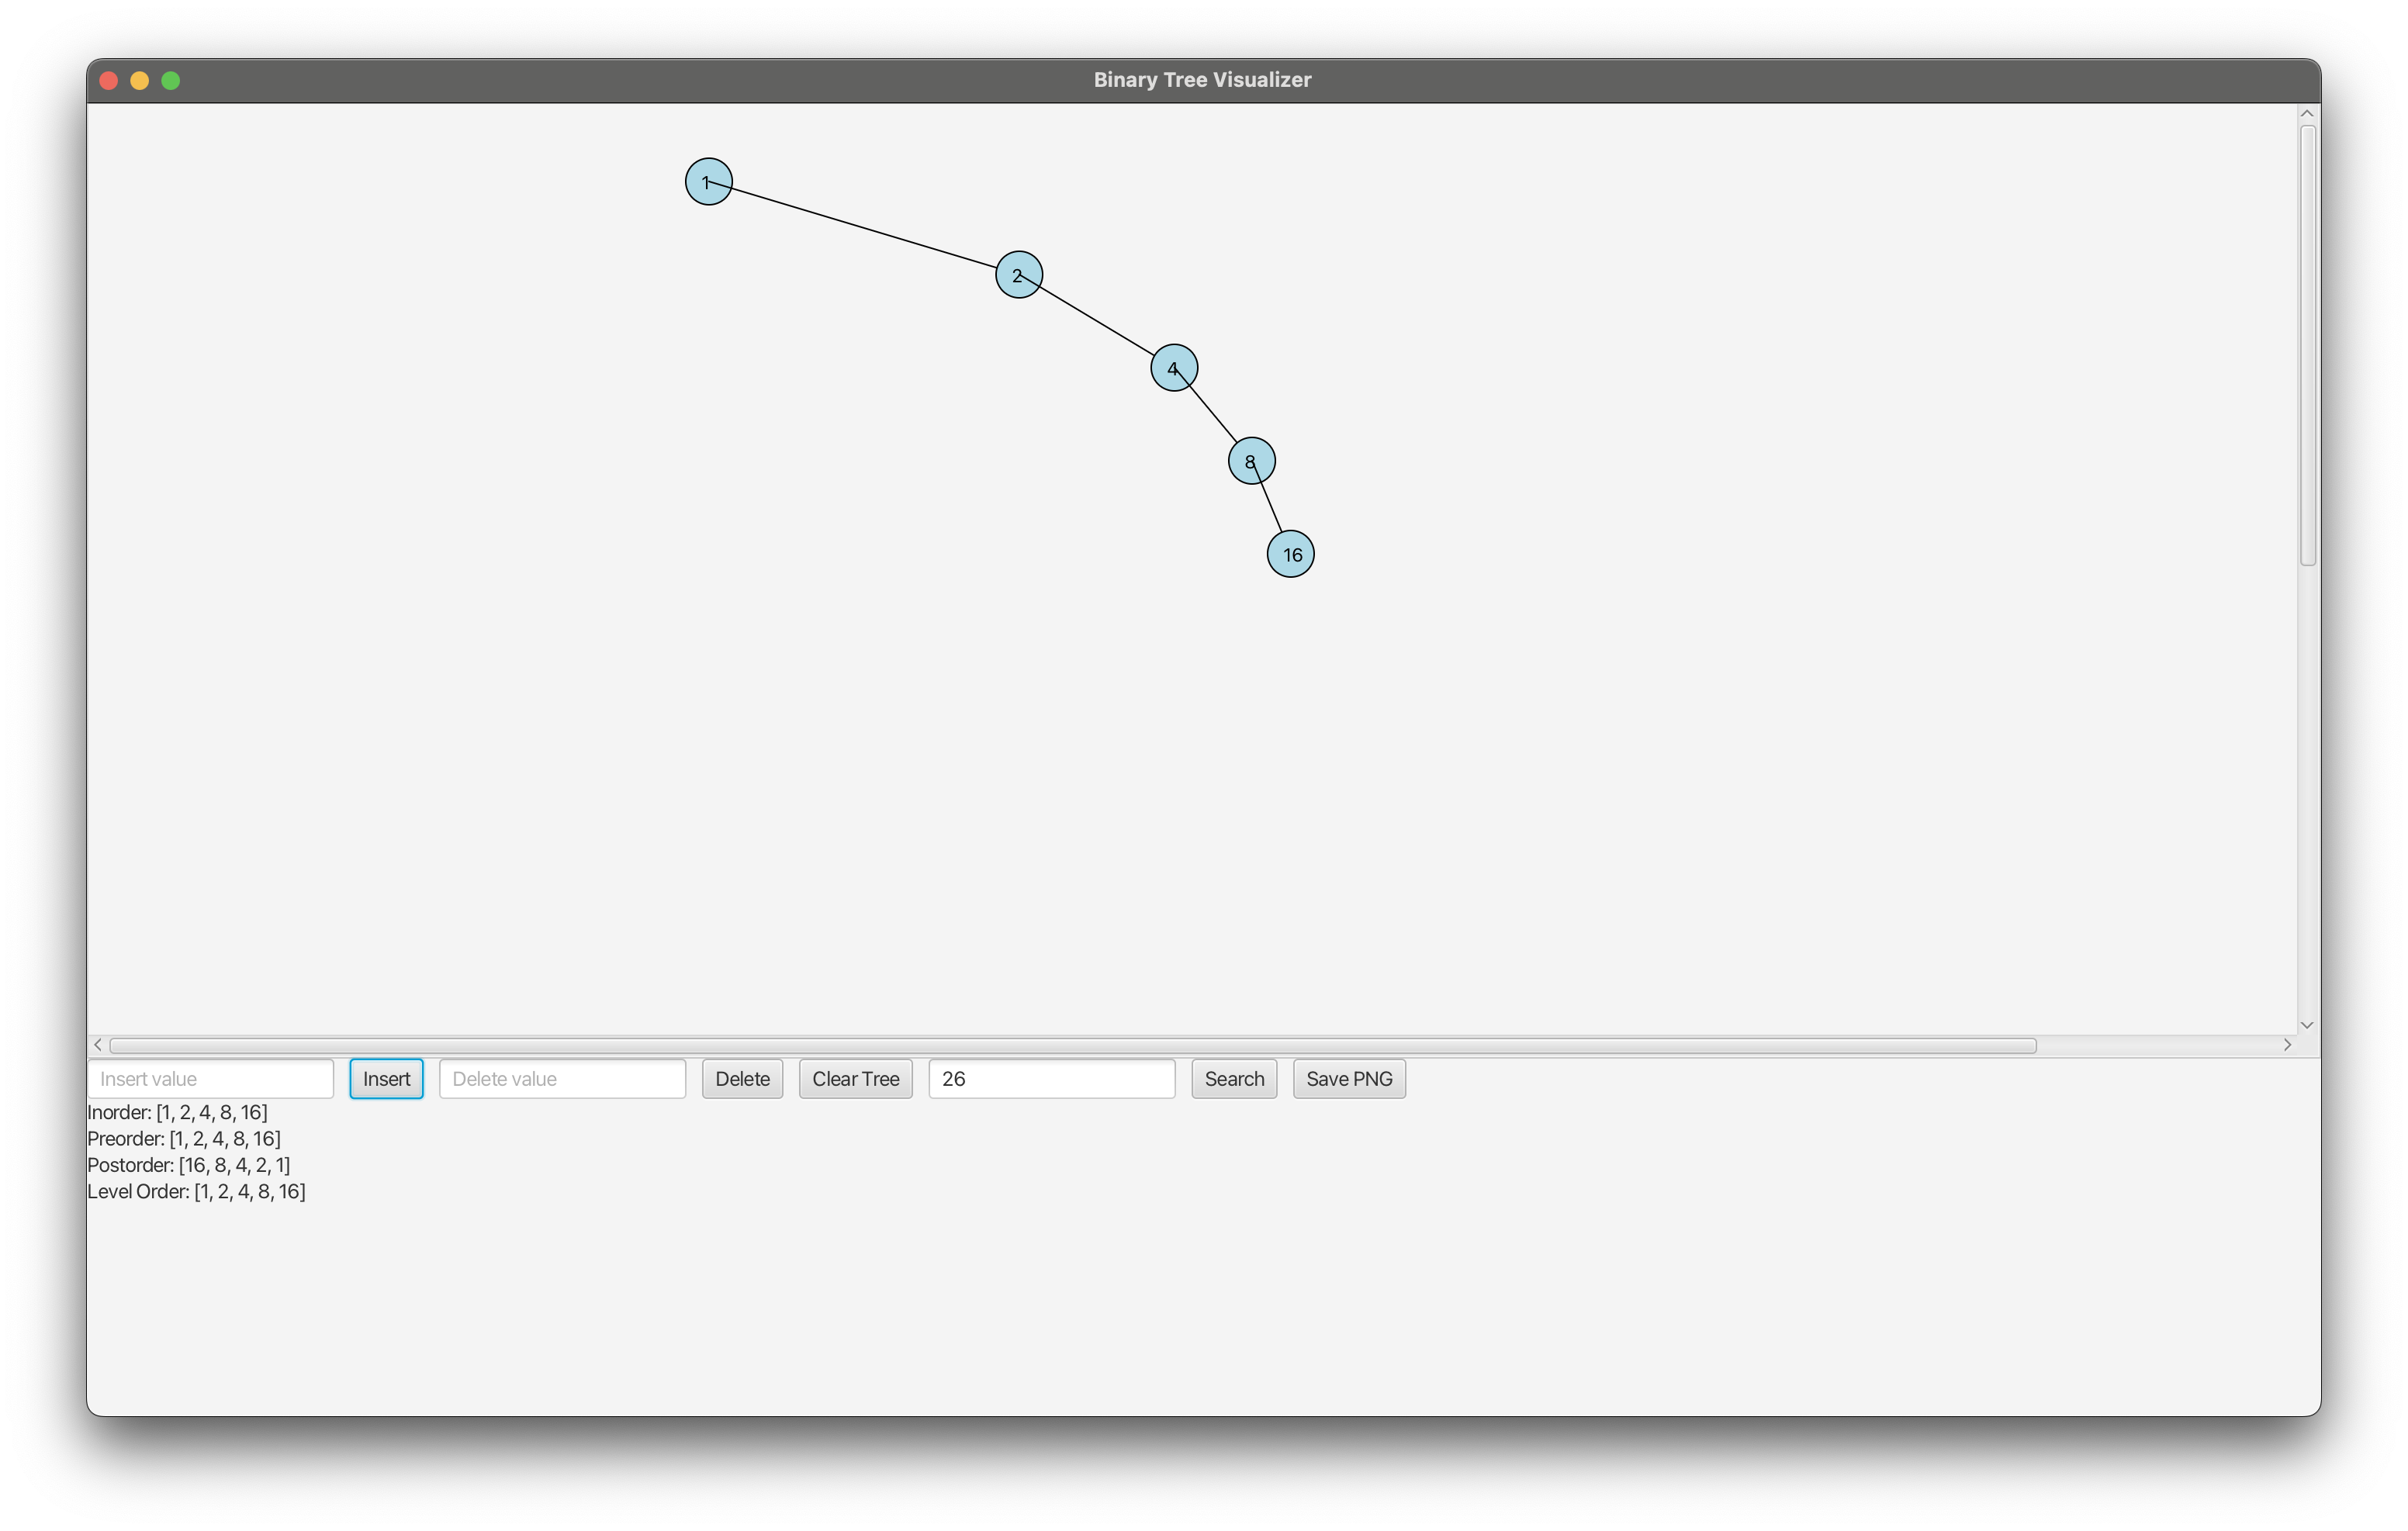 Binary Tree Visualizer
1
2
4
8
16
Insert value Insert Delete value Delete Clear Tree 26 Search Save PNG
Inorder: [1, 2, 4, 8, 16]
Preorder: [1, 2, 4, 8, 16]
Postorder: [16, 8, 4, 2, 1]
Level Order: [1, 2, 4, 8, 16]